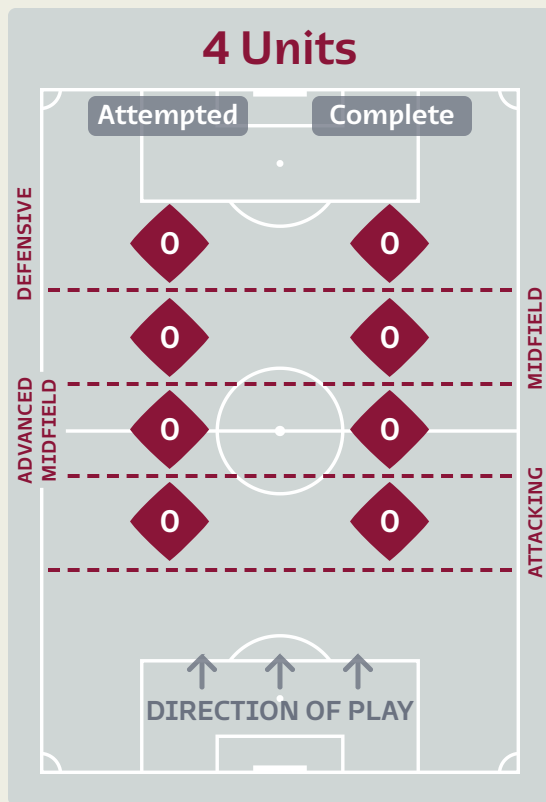 4 Units
Attempted
Complete
DEFENSIVE
0
0
MIDFIELD
0
0
ADVANCED
MIDFIELD
0
0
ATTACKING
0
0
DIRECTION OF PLAY